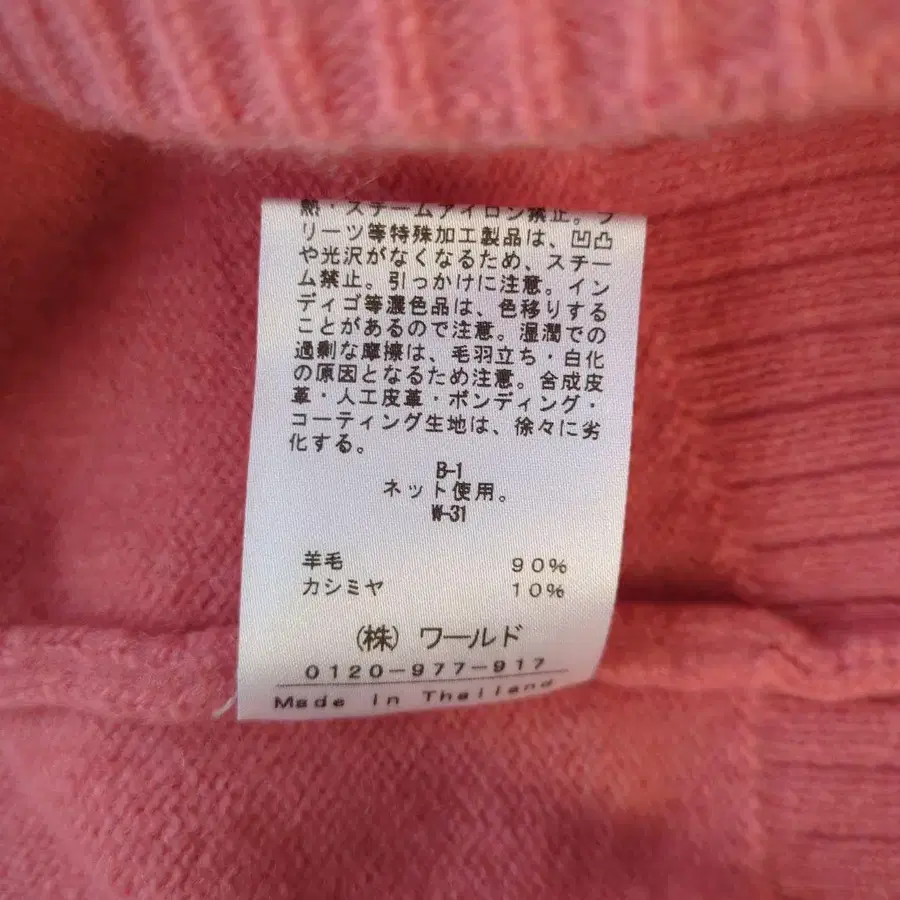 熱・スチームアイロン禁止。プ
リーツ等特殊加工製品は、凹凸
や光沢がなくなるため、スチー
ム禁止。引っかけに注意。イン
ディゴ等濃色品は、色移りする
ことがあるので注意。湿潤での
過剰な摩擦は、毛羽立ち・白化
の原因となるため注意。合成皮
革・人工皮革・ボンディング・
コーティング生地は、徐々に劣
化する。
B-1
ネット使用。
W-31
羊毛 90%
カシミヤ 10%
(株) ワールド
0120-977-917
Made in Thailand